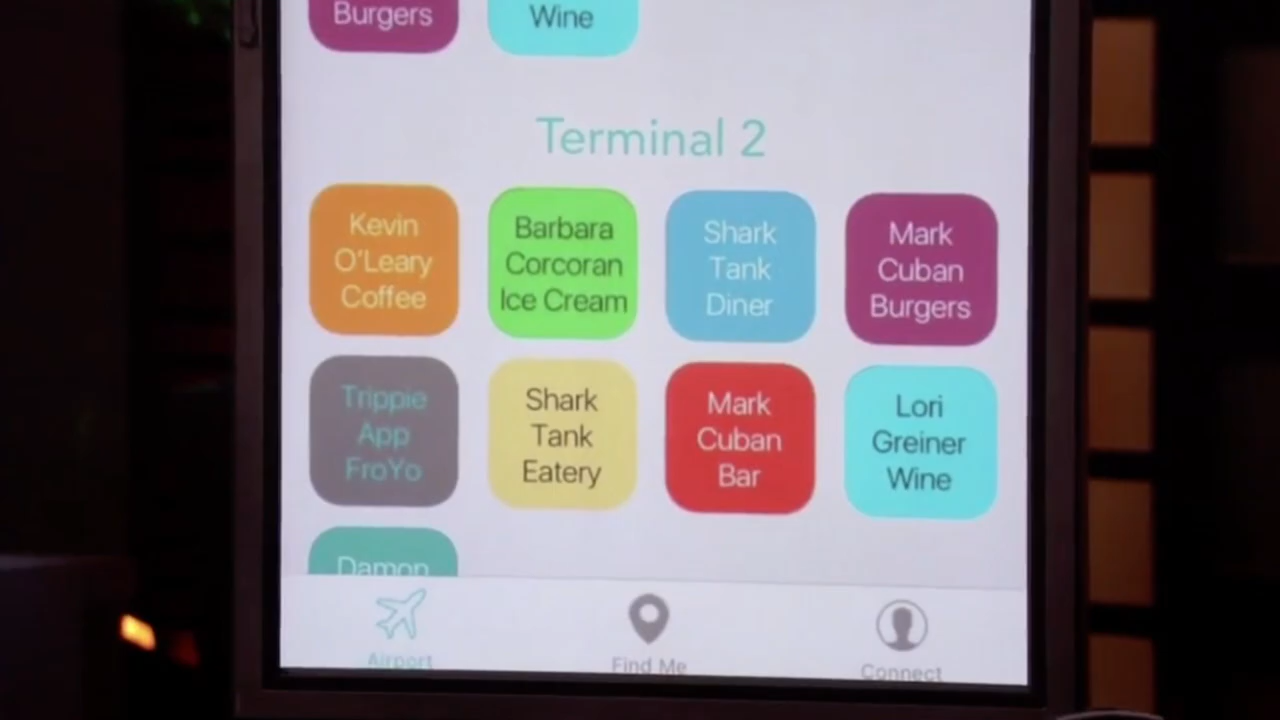 Burgers
Wine
Terminal 2
Kevin
O'Leary
Coffee
Barbara
Corcoran
Ice Cream
Shark
Tank
Diner
Mark
Cuban
Burgers
Trippie
App
FroYo
Shark
Tank
Eatery
Mark
Cuban
Bar
Lori
Greiner
Wine
Damon
Airport
Find Me
Connect